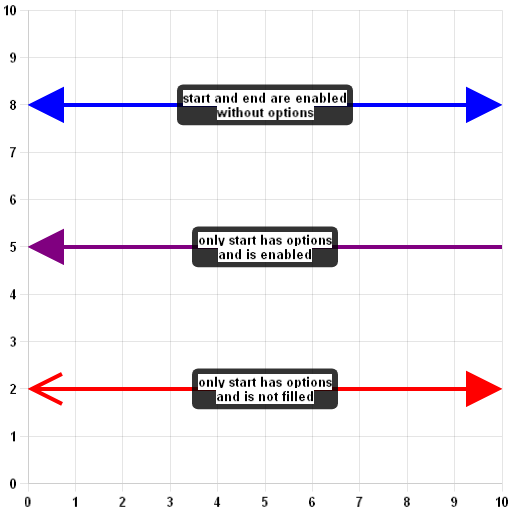 10
9
8
7
6
5
4
3
2
1
0
start and end are enabled
without options
only start has options
and is enabled
only start has options
and is not filled
0 1 2 3 4 5 6 7 8 9 10